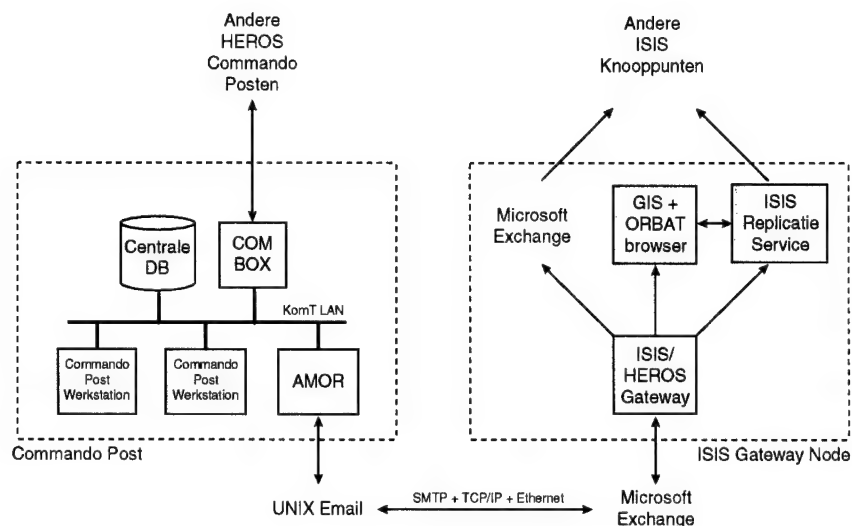 Andere
HEROS
Commando
Posten
Andere
ISIS
Knooppunten
Centrale
DB
COM
BOX
KomT LAN
Commando
Post
Werkstation
Commando
Post
Werkstation
AMOR
Commando Post
Microsoft
Exchange
GIS +
ORBAT
browser
ISIS
Replicatie
Service
ISIS/
HEROS
Gateway
ISIS Gateway Node
UNIX Email
SMTP + TCP/IP + Ethernet
Microsoft
Exchange